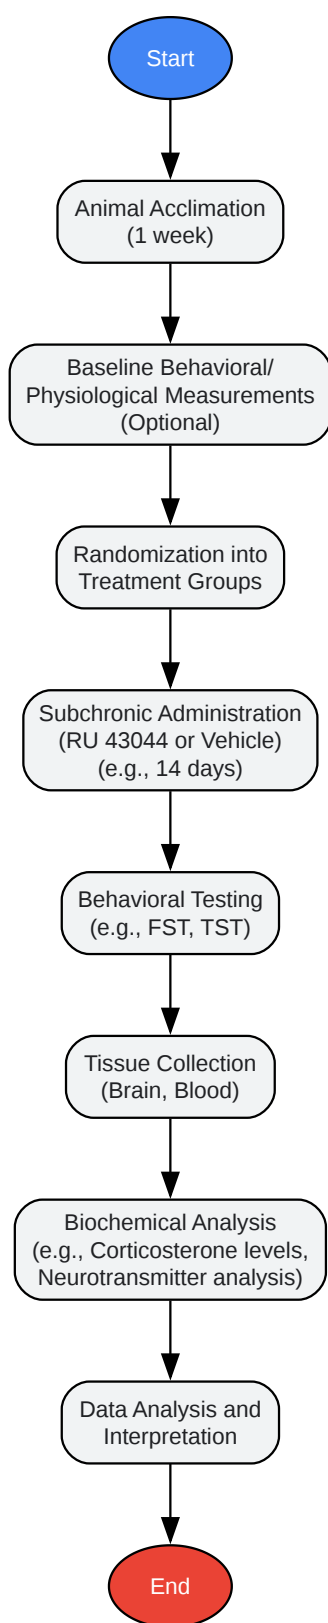 Start
Animal Acclimation
(1 week)
Baseline Behavioral/
Physiological Measurements
(Optional)
Randomization into
Treatment Groups
Subchronic Administration
(RU 43044 or Vehicle)
(e.g., 14 days)
Behavioral Testing
(e.g., FST, TST)
Tissue Collection
(Brain, Blood)
Biochemical Analysis
(e.g., Corticosterone levels,
Neurotransmitter analysis)
Data Analysis and
Interpretation
End